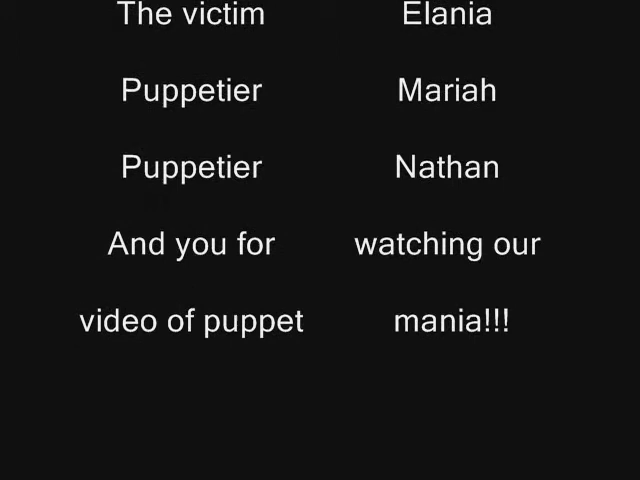 The victim Elania
Puppetier Mariah
Puppetier Nathan
And you for watching our
video of puppet mania!!!